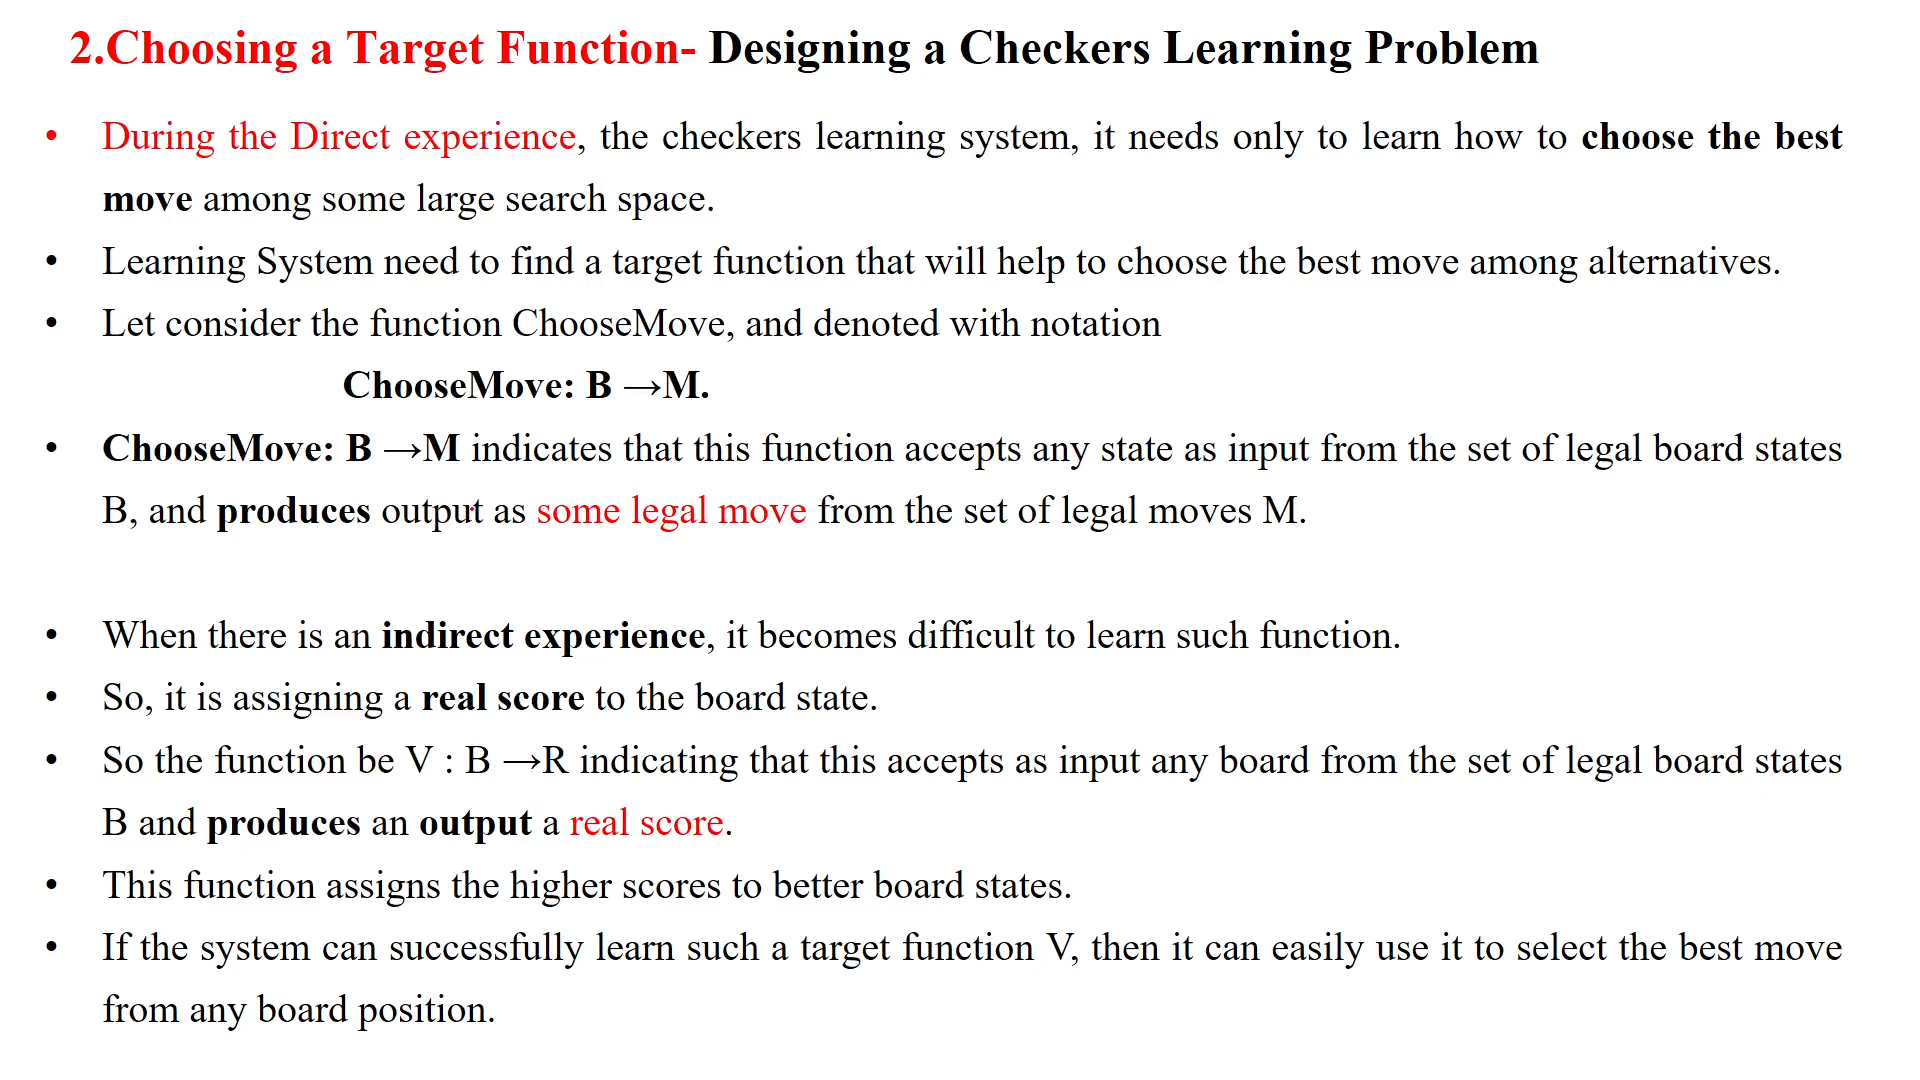 2.Choosing a Target Function- Designing a Checkers Learning Problem
• During the Direct experience, the checkers learning system, it needs only to learn how to choose the best
move among some large search space.
• Learning System need to find a target function that will help to choose the best move among alternatives.
• Let consider the function ChooseMove, and denoted with notation
ChooseMove: B →M.
• ChooseMove: B →M indicates that this function accepts any state as input from the set of legal board states
B, and produces output as some legal move from the set of legal moves M.
• When there is an indirect experience, it becomes difficult to learn such function.
• So, it is assigning a real score to the board state.
• So the function be V : B →R indicating that this accepts as input any board from the set of legal board states
B and produces an output a real score.
• This function assigns the higher scores to better board states.
• If the system can successfully learn such a target function V, then it can easily use it to select the best move
from any board position.